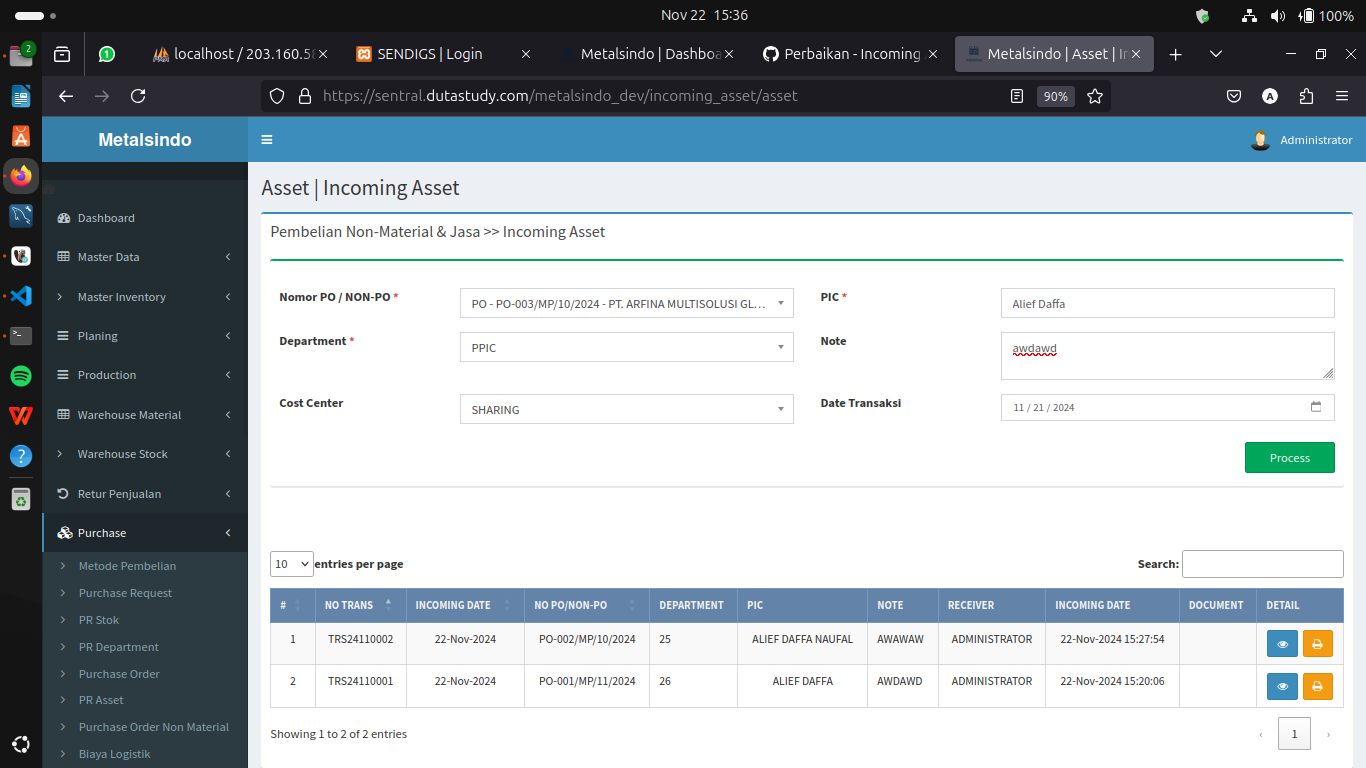 Nov 22 15:36
100%
2
1
localhost / 203.160.5
SENDIGS | Login
Metalsindo | Dashboa
Perbaikan - Incoming
Metalsindo | Asset | I
https://sentral.dutastudy.com/metalsindo_dev/incoming_asset/asset
90%
A
Metalsindo
Administrator
Asset | Incoming Asset
Pembelian Non-Material & Jasa >> Incoming Asset
Dashboard
Master Data
Master Inventory
Planing
Production
Warehouse Material
Warehouse Stock
Retur Penjualan
Purchase
Metode Pembelian
Purchase Request
PR Stok
PR Department
Purchase Order
PR Asset
Purchase Order Non Material
Biaya Logistik
Nomor PO / NON-PO *
PO - PO-003/MP/10/2024 - PT. ARFINA MULTISOLUSI GL...
PIC *
Alief Daffa
Department *
PPIC
Note
awdawd
Cost Center
SHARING
Date Transaksi
11 / 21 / 2024
Process
10 entries per page
Search:
# NO TRANS INCOMING DATE NO PO/NON-PO DEPARTMENT PIC NOTE RECEIVER INCOMING DATE DOCUMENT DETAIL
1 TRS24110002 22-Nov-2024 PO-002/MP/10/2024 25 ALIEF DAFFA NAUFAL AWAWAW ADMINISTRATOR 22-Nov-2024 15:27:54
2 TRS24110001 22-Nov-2024 PO-001/MP/11/2024 26 ALIEF DAFFA AWDAWD ADMINISTRATOR 22-Nov-2024 15:20:06
Showing 1 to 2 of 2 entries
‹ 1 ›